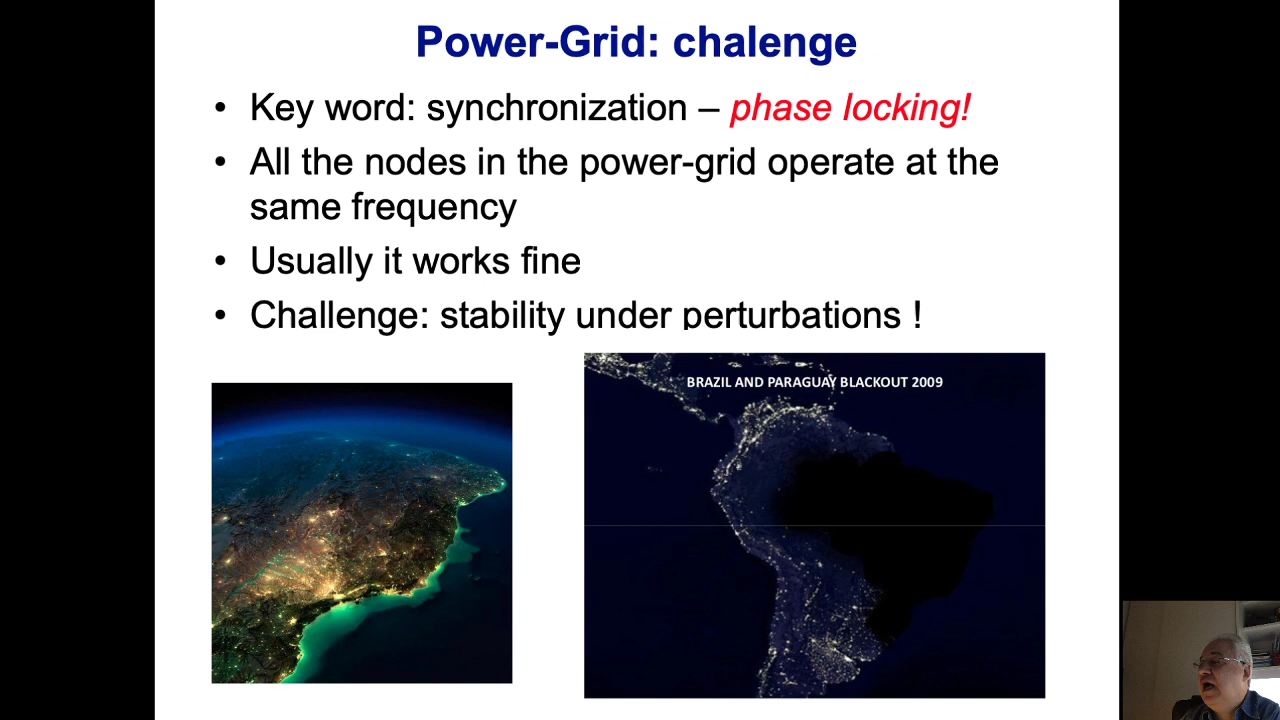 Power-Grid: chalenge
• Key word: synchronization – phase locking!
• All the nodes in the power-grid operate at the
same frequency
• Usually it works fine
• Challenge: stability under perturbations !
BRAZIL AND PARAGUAY BLACKOUT 2009